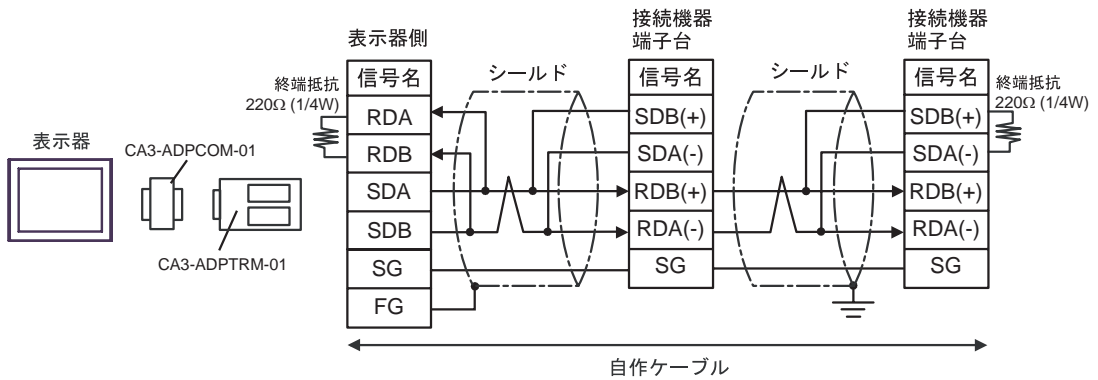 表示器
CA3-ADPCOM-01
CA3-ADPTRM-01
終端抵抗
220Ω (1/4W)
表示器側
信号名
RDA
RDB
SDA
SDB
SG
FG
シールド
接続機器
端子台
信号名
SDB(+)
SDA(-)
RDB(+)
RDA(-)
SG
シールド
接続機器
端子台
信号名
SDB(+)
SDA(-)
RDB(+)
RDA(-)
SG
終端抵抗
220Ω (1/4W)
自作ケーブル